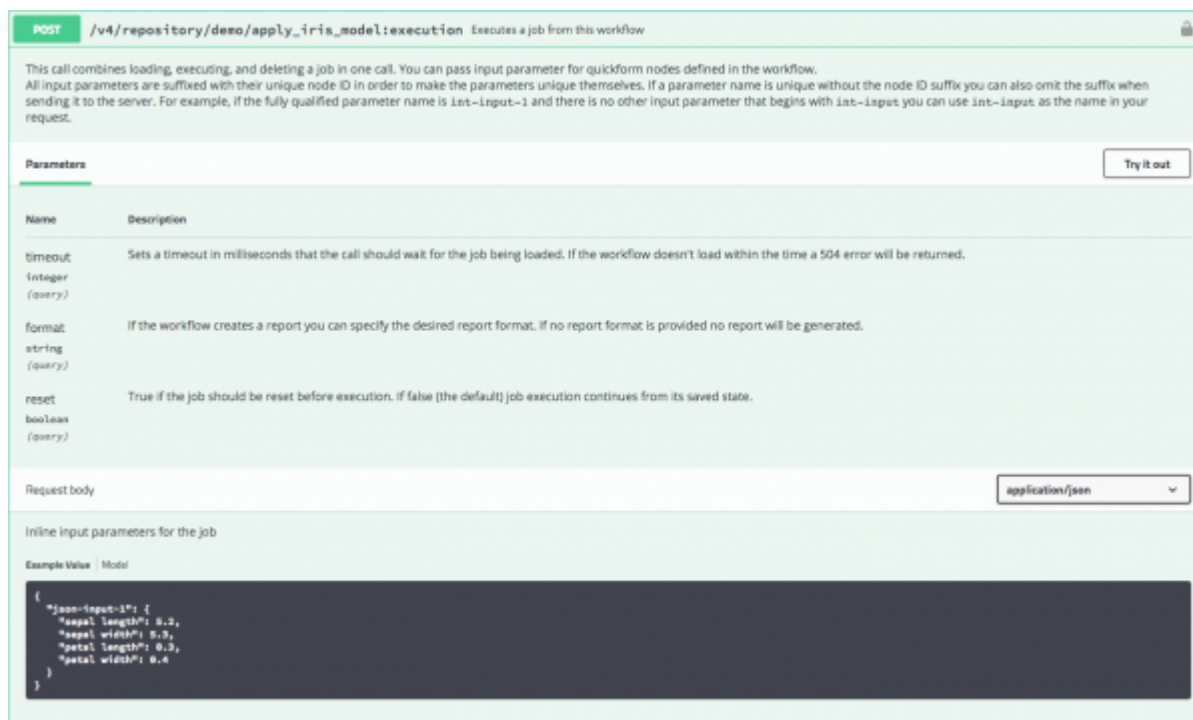 POST /v4/repository/demo/apply_iris_model:execution Executes a job from this workflow
This call combines loading, executing, and deleting a job in one call. You can pass input parameter for quickform nodes defined in the workflow.
All input parameters are suffixed with their unique node ID in order to make the parameters unique themselves. If a parameter name is unique without the node ID suffix you can also omit the suffix when
sending it to the server. For example, if the fully qualified parameter name is int-input-1 and there is no other input parameter that begins with int-input you can use int-input as the name in your
request.
Parameters
Try it out
Name Description
timeout Sets a timeout in milliseconds that the call should wait for the job being loaded. If the workflow doesn't load within the time a 504 error will be returned.
integer
(query)
format If the workflow creates a report you can specify the desired report format. If no report format is provided no report will be generated.
string
(query)
reset True if the job should be reset before execution. If false (the default) job execution continues from its saved state.
boolean
(query)
Request body application/json
Inline input parameters for the job
Example Value Model
{
"json-input-1": {
"sepal length": 5.2,
"sepal width": 5.3,
"petal length": 0.3,
"petal width": 0.4
}
}